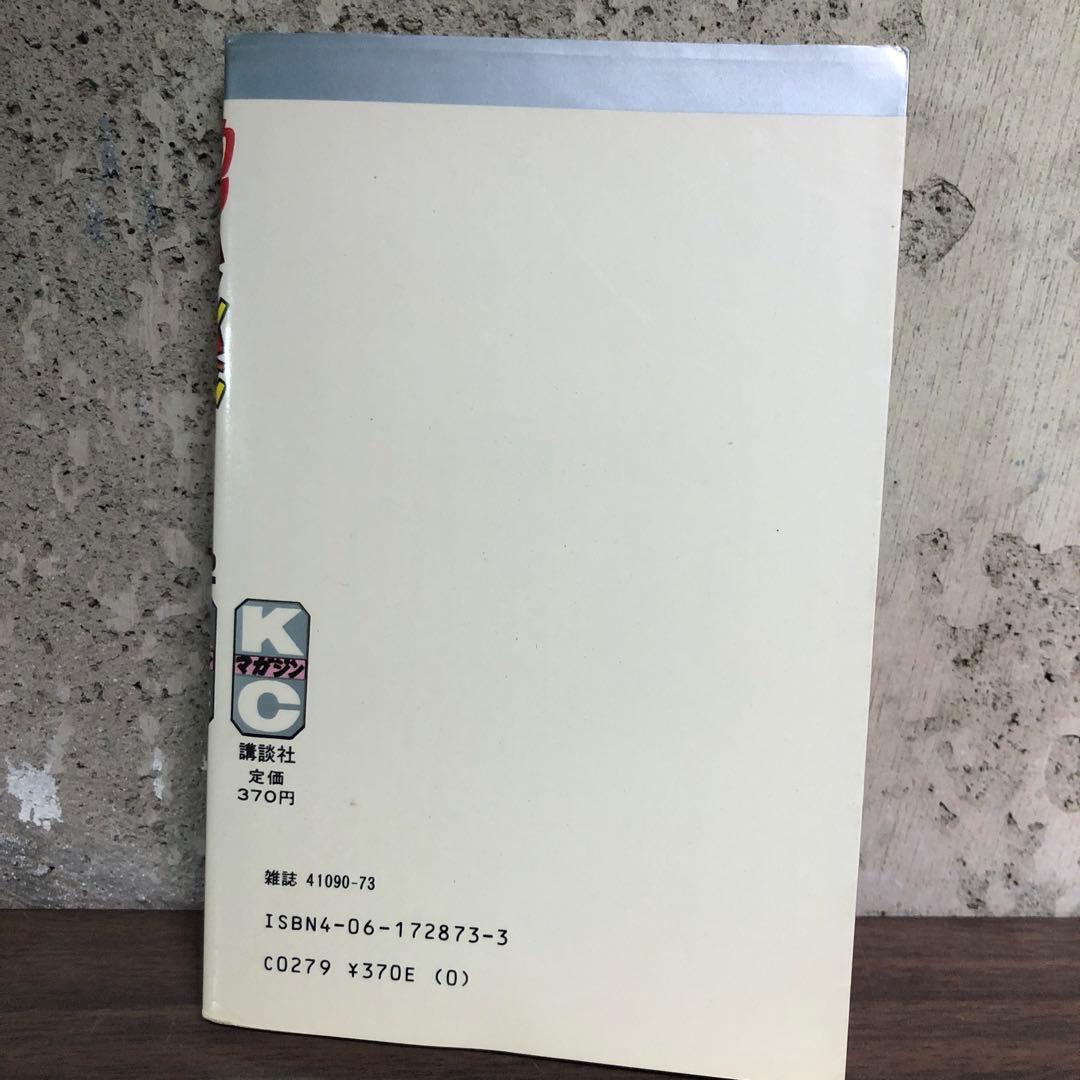 K
マガジン
C
講談社
定価
370円
雑誌 41090-73
ISBN4-06-172873-3
C0279 ¥370E (0)